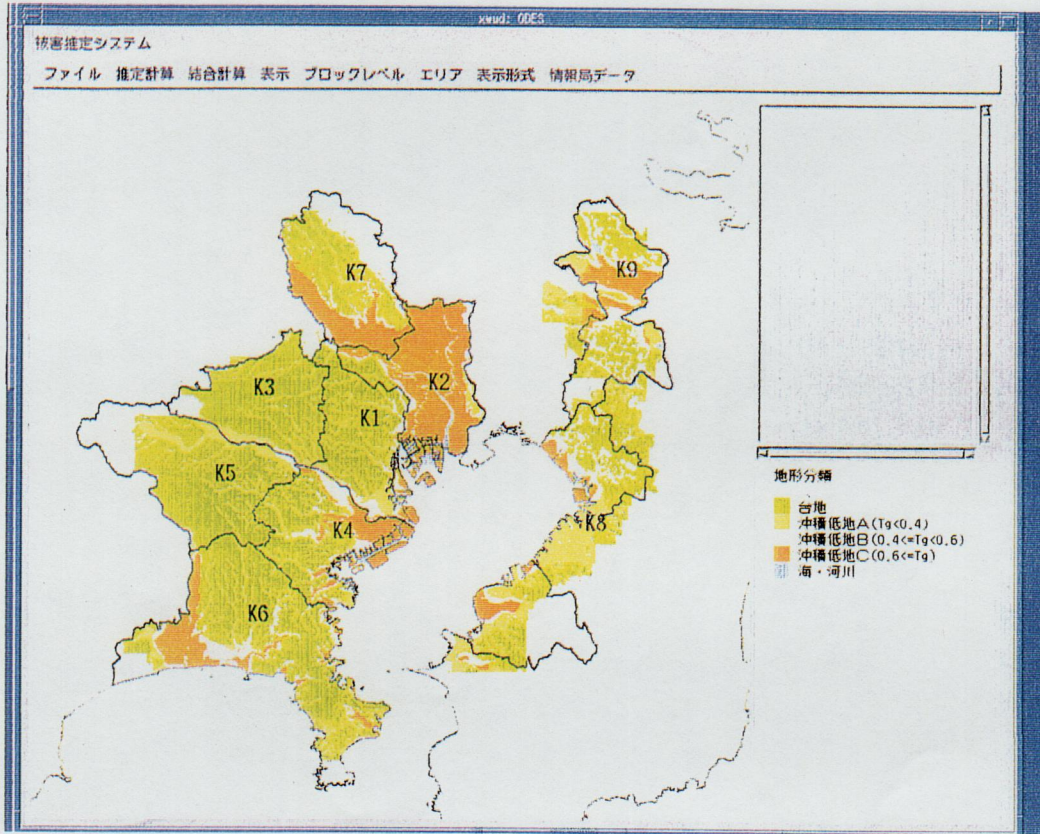 xwud: ODES
被害推定システム
ファイル 推定計算 結合計算 表示 ブロックレベル エリア 表示形式 情報局データ
K7
K9
K3
K2
K1
K5
K4
K8
K6
地形分類
台地
沖積低地A(Tg<0.4)
沖積低地B(0.4<=Tg<0.6)
沖積低地C(0.6<=Tg)
海・河川